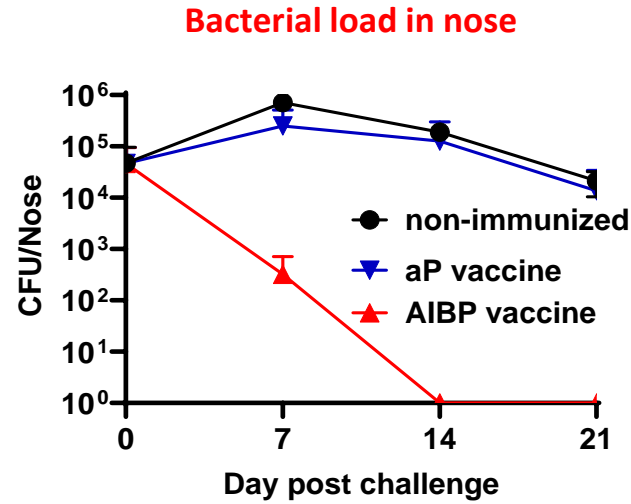 Bacterial load in nose
CFU/Nose
10⁶
10⁵
10⁴
10³
10²
10¹
10⁰
non-immunized
aP vaccine
AIBP vaccine
0 7 14 21
Day post challenge